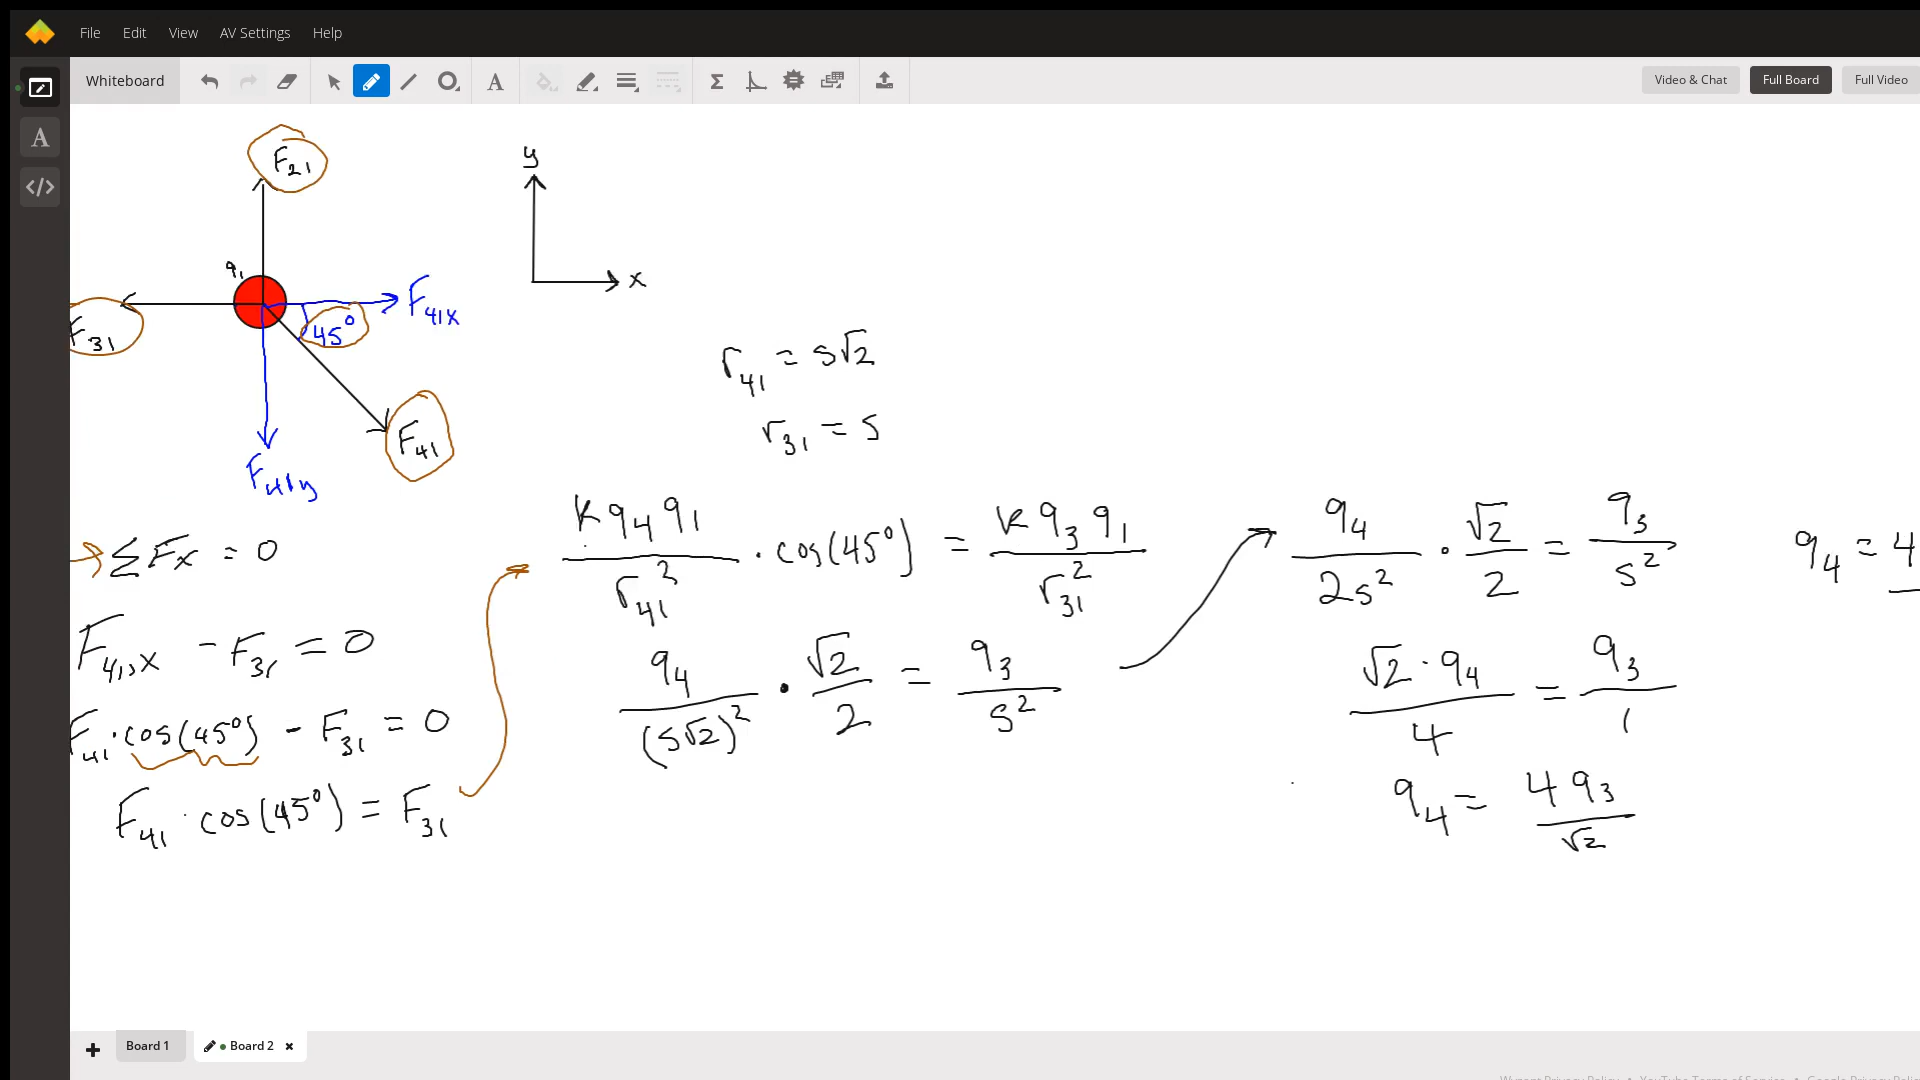 File Edit View AV Settings Help
Whiteboard
A
Σ
Video & Chat Full Board Full Video
A
</>
F₂₁
y
x
q₁
F₄₁ₓ
45°
F₃₁
F₄₁
F₄₁y
r₄₁ = s√2
r₃₁ = s
ΣFx = 0
F₄₁,ₓ - F₃₁ = 0
F₄₁ · cos(45°) - F₃₁ = 0
F₄₁ · cos(45°) = F₃₁
kq₄q₁/r₄₁² · cos(45°) = kq₃q₁/r₃₁²
q₄/(s√2)² · √2/2 = q₃/s²
q₄/2s² · √2/2 = q₃/s²
√2 · q₄/4 = q₃/1
q₄ = 4q₃/√2
q₄ = 4
+ Board 1 Board 2 ×